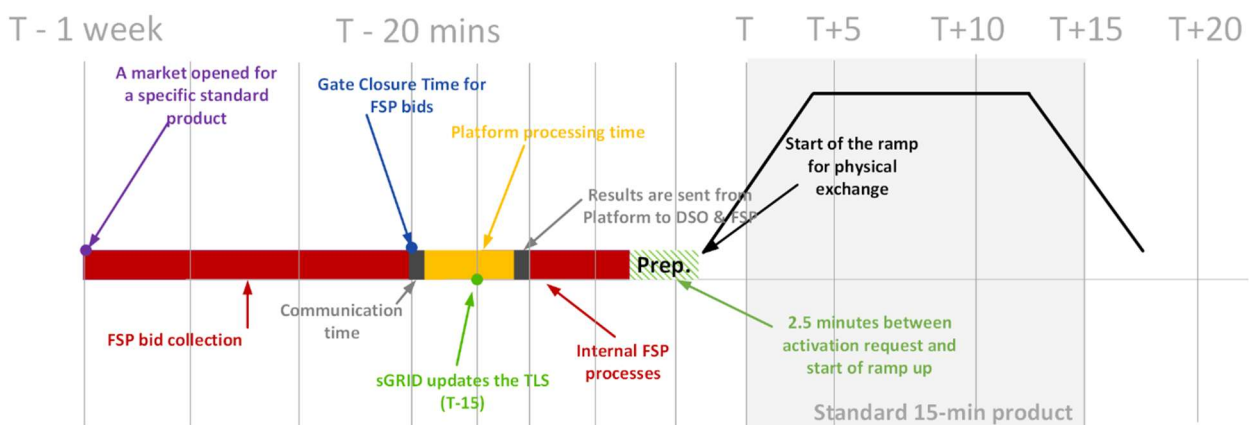 T - 1 week
T - 20 mins
T
T+5
T+10
T+15
T+20
A market opened for
a specific standard
product
Gate Closure Time for
FSP bids
Platform processing time
Start of the ramp
for physical
exchange
Results are sent from
Platform to DSO & FSP
Prep.
Communication
time
FSP bid collection
sGRID updates the TLS
(T-15)
Internal FSP
processes
2.5 minutes between
activation request and
start of ramp up
Standard 15-min product